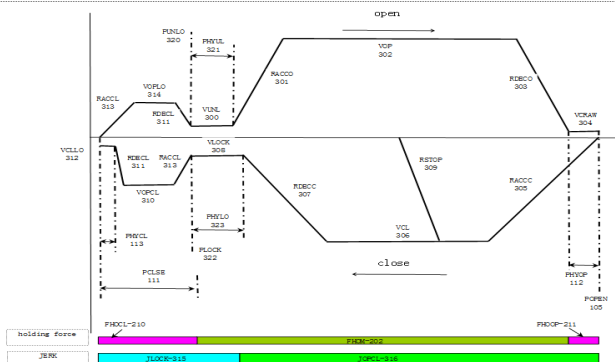 open
PUNLO
320
PHYUL
321
VOP
302
RACCO
301
RDECO
303
VOPLO
314
RACCL
313
RDECL
311
VUNL
300
VCRAW
304
VCLLO
312
RDECL
311
RACCL
313
VLOCK
308
VOPCL
310
RSTOP
309
RDECC
307
RACCC
305
PHYLO
323
VCL
306
PHYCL
113
PLOCK
322
close
PCLSE
111
PHYOP
112
POPEN
105
FHOCL-210
FHOOP-211
holding force
FHOM-202
JERK
JLOCK-315
JOPCL-316